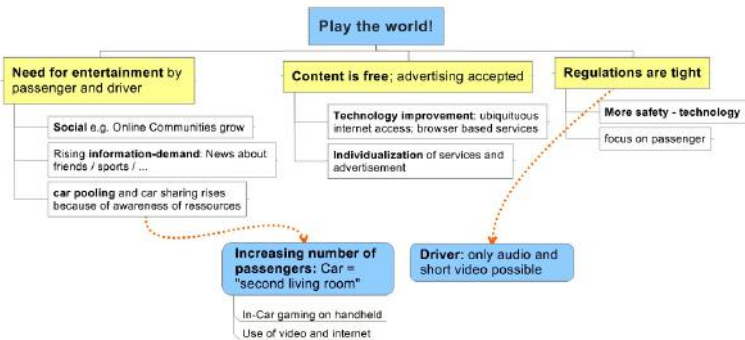 Play the world!
Need for entertainment by
passenger and driver
Social e.g. Online Communities grow
Rising information-demand: News about
friends / sports / ...
car pooling and car sharing rises
because of awareness of ressources
Content is free; advertising accepted
Technology improvement: ubiquituous
internet access; browser based services
Individualization of services and
advertisement
Regulations are tight
More safety - technology
focus on passenger
Increasing number of
passengers: Car =
"second living room"
In-Car gaming on handheld
Use of video and internet
Driver: only audio and
short video possible